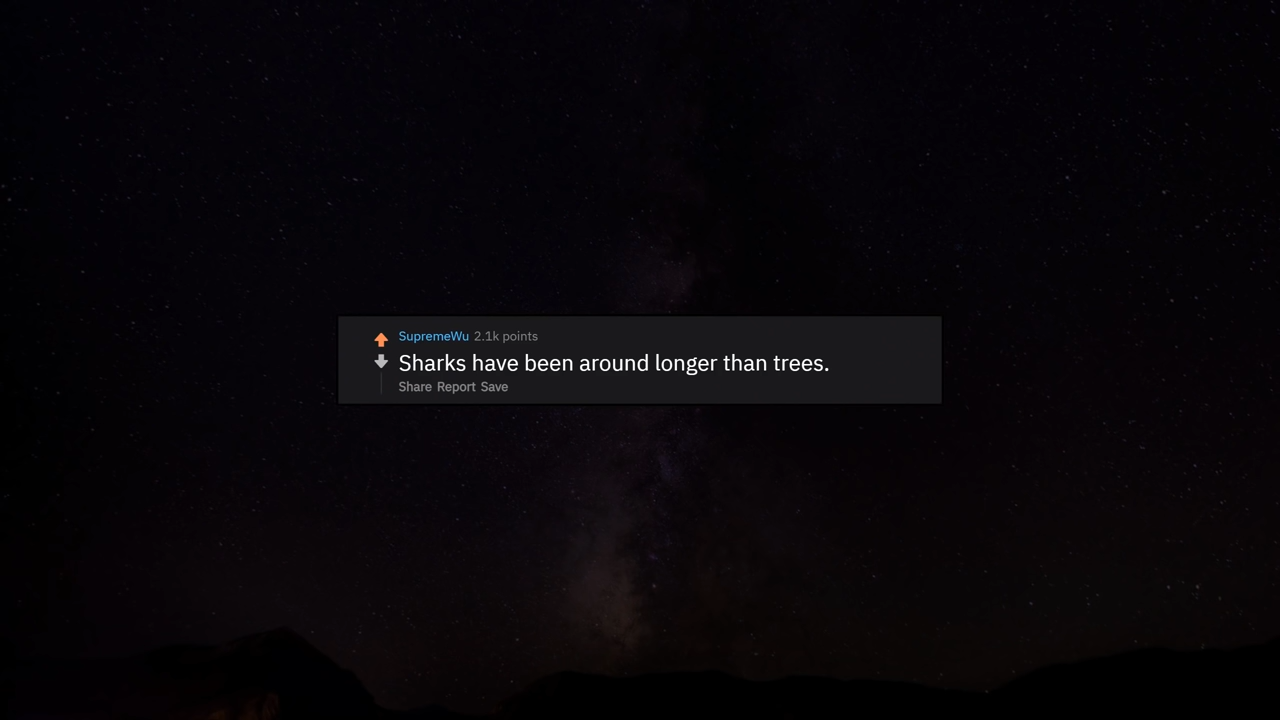 SupremeWu 2.1k points
Sharks have been around longer than trees.
Share Report Save